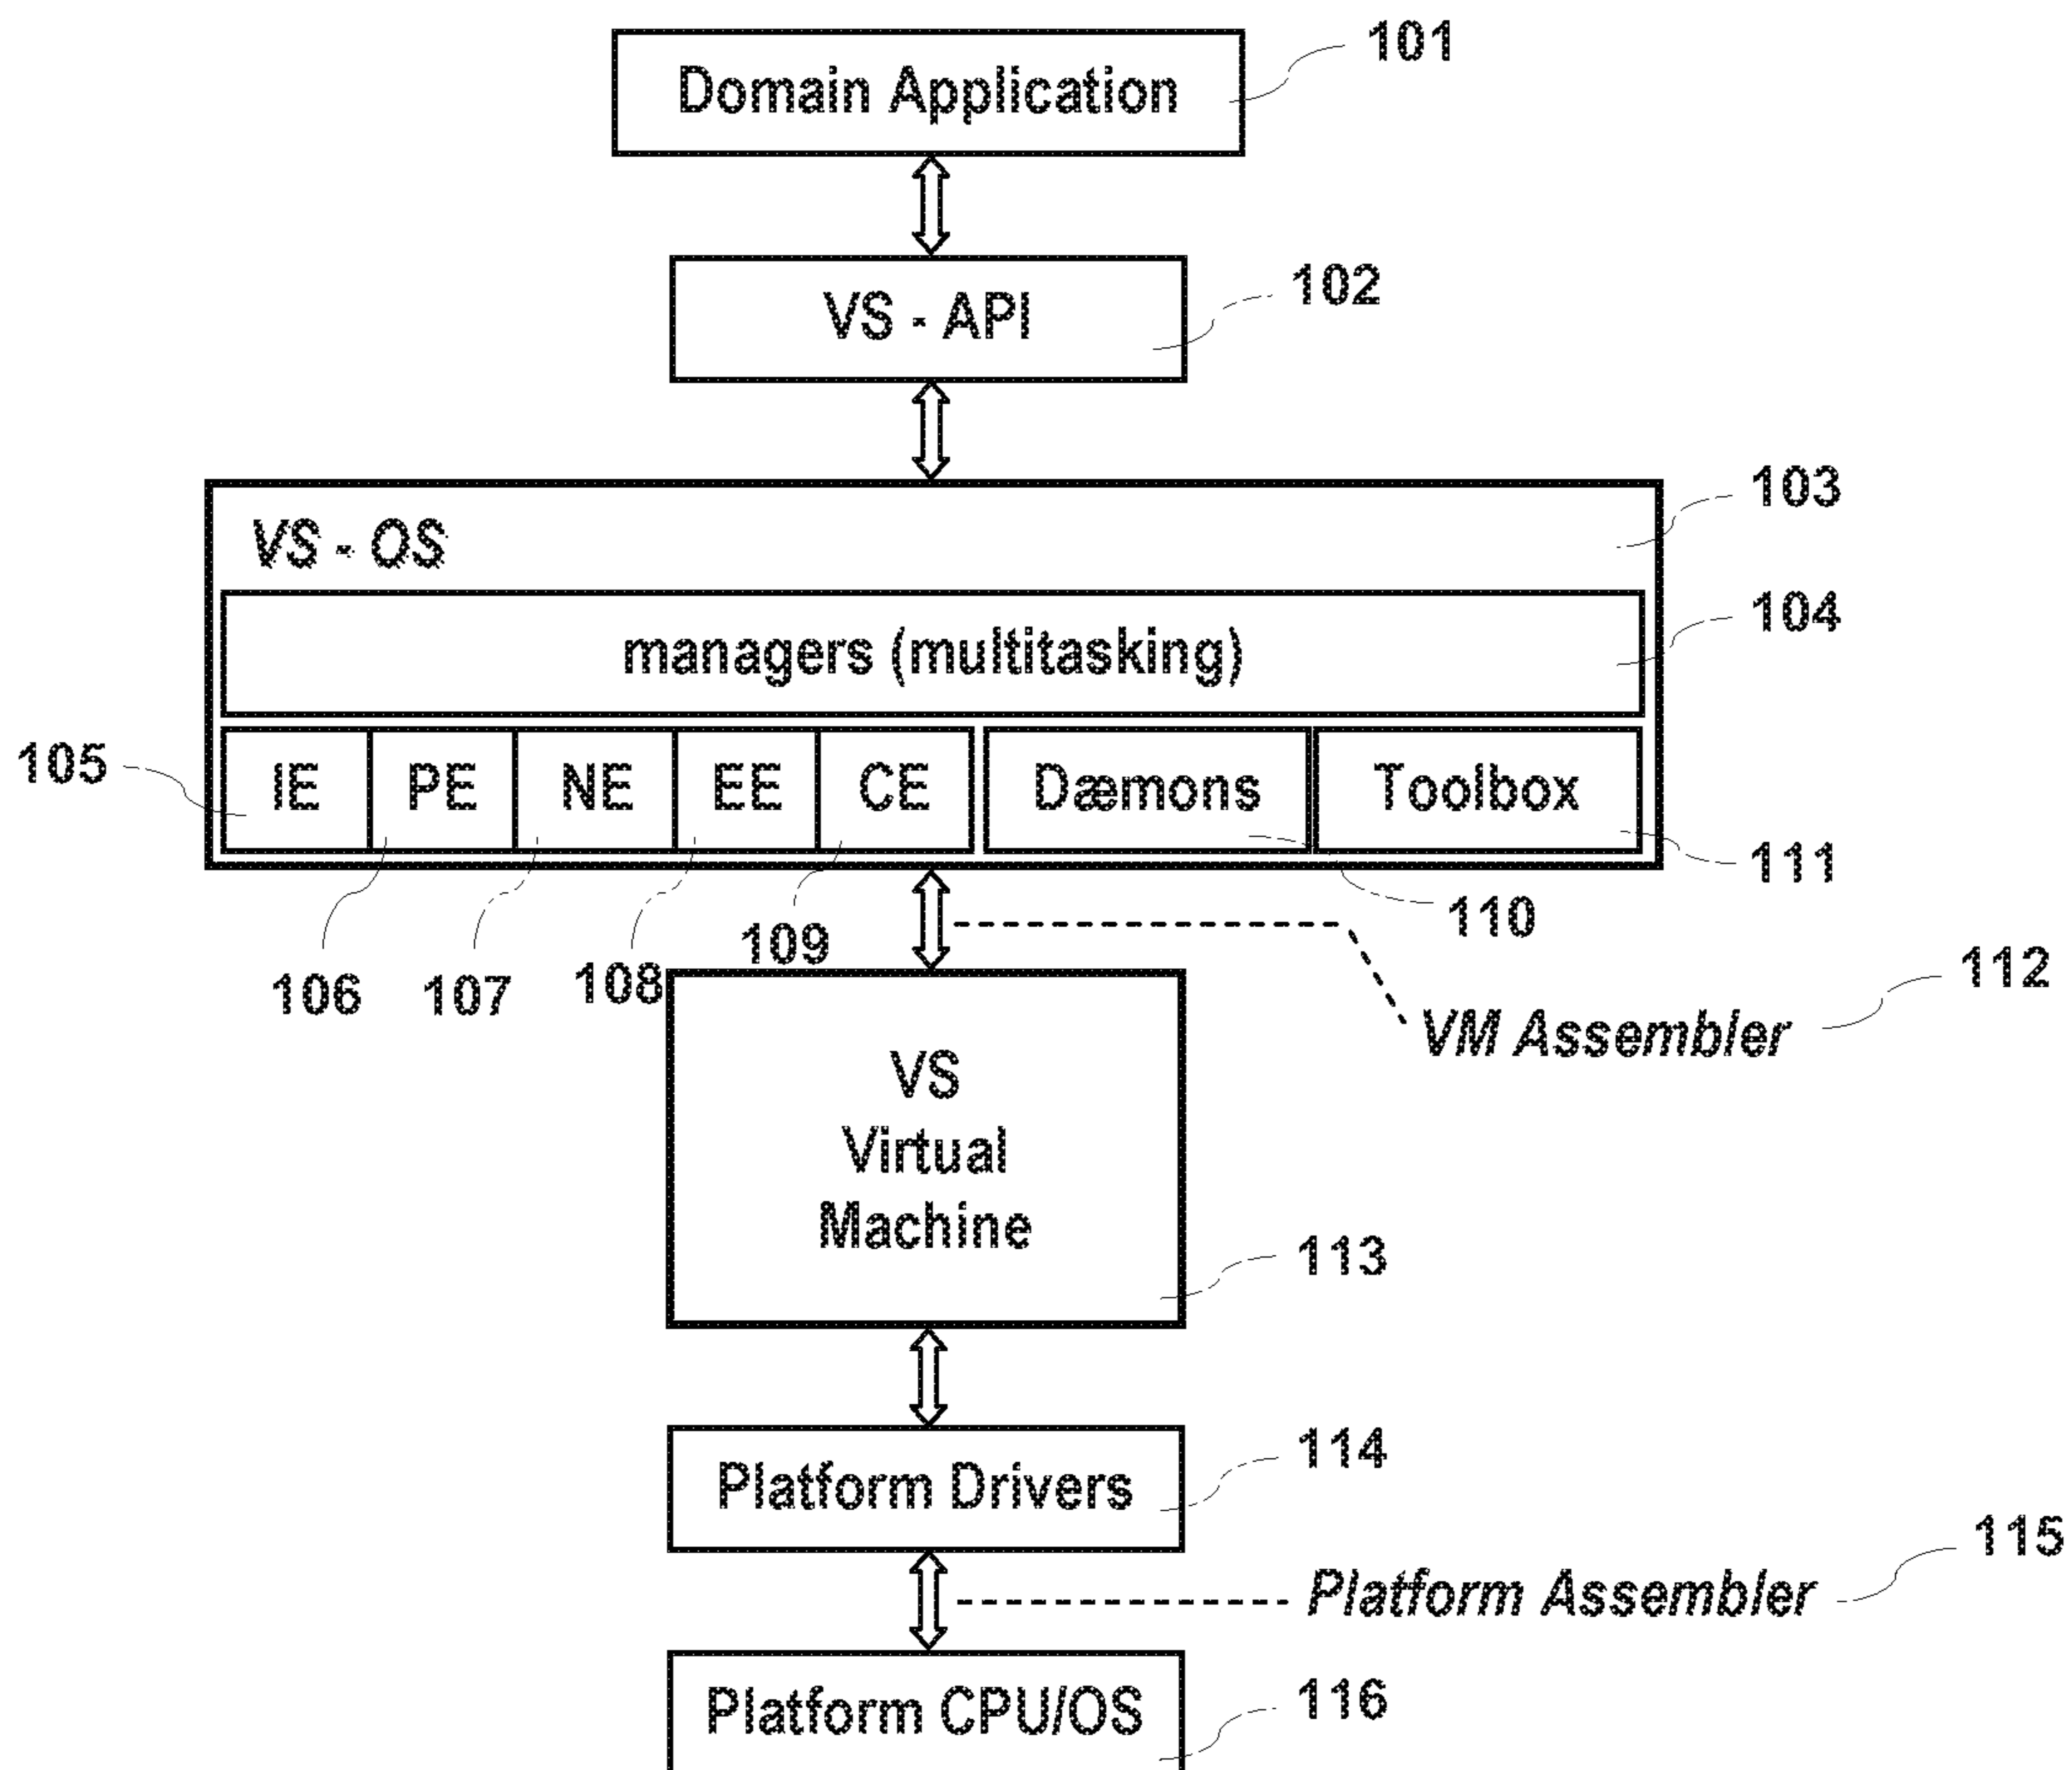 101
Domain Application
102
VS - API
103
VS - OS
104
managers (multitasking)
105
IE PE NE EE CE Dæmons Toolbox
111
110
109
106 107 108
112
VM Assembler
VS
Virtual
Machine
113
114
Platform Drivers
115
Platform Assembler
116
Platform CPU/OS